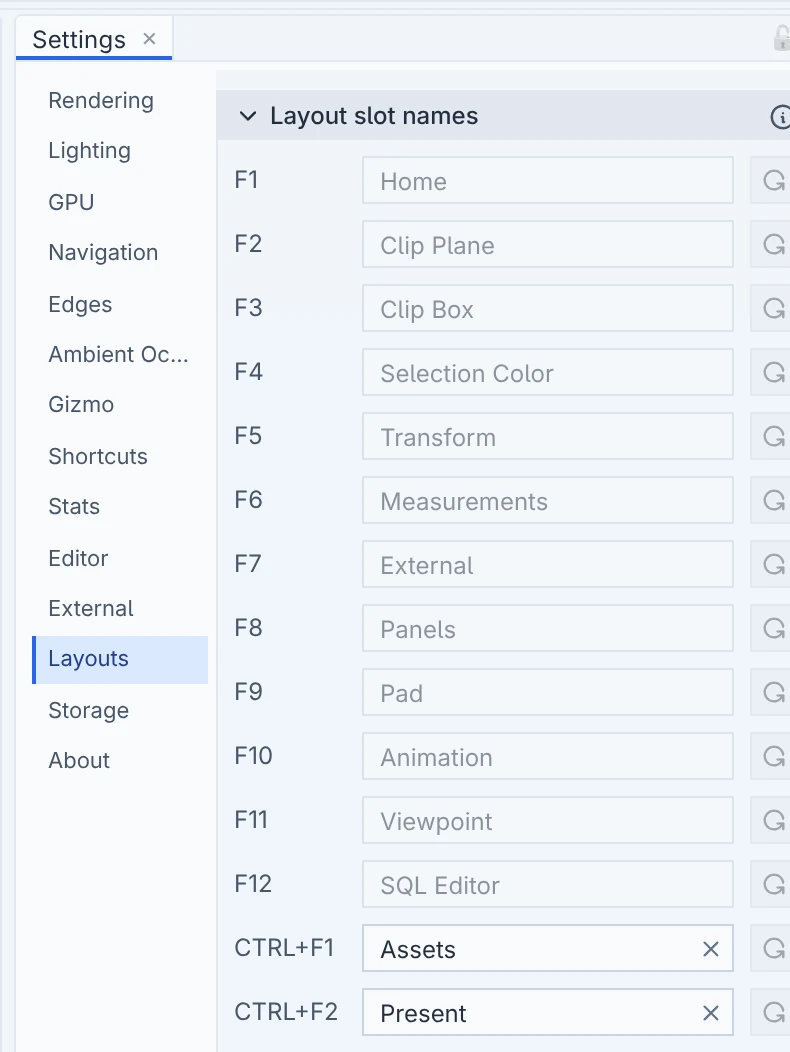 Settings
Rendering
Lighting
GPU
Navigation
Edges
Ambient Oc...
Gizmo
Shortcuts
Stats
Editor
External
Layouts
Storage
About
Layout slot names
F1 Home
F2 Clip Plane
F3 Clip Box
F4 Selection Color
F5 Transform
F6 Measurements
F7 External
F8 Panels
F9 Pad
F10 Animation
F11 Viewpoint
F12 SQL Editor
CTRL+F1 Assets
CTRL+F2 Present